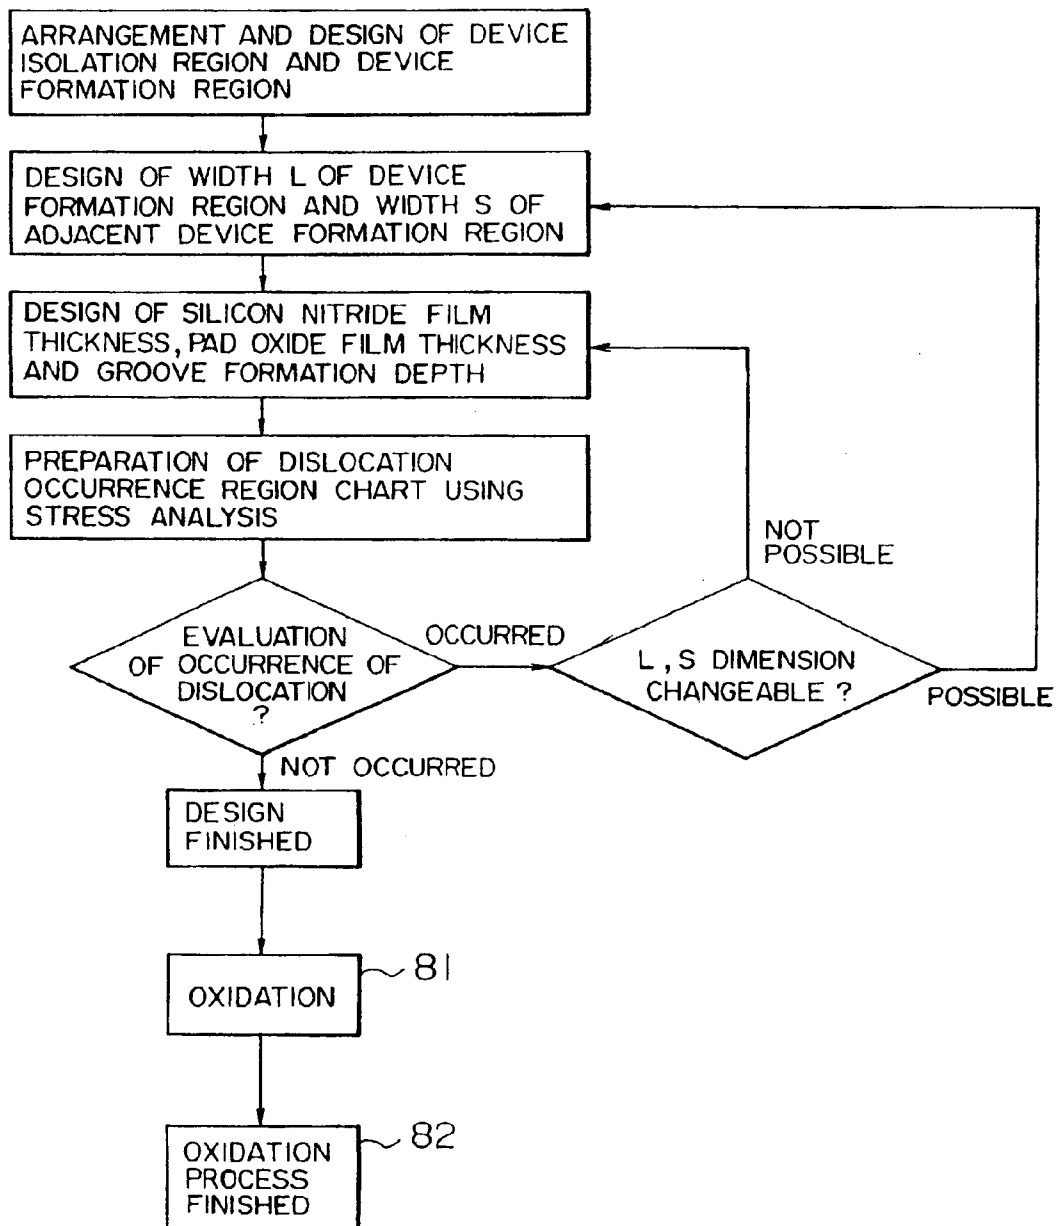 ARRANGEMENT AND DESIGN OF DEVICE
ISOLATION REGION AND DEVICE
FORMATION REGION
DESIGN OF WIDTH L OF DEVICE
FORMATION REGION AND WIDTH S OF
ADJACENT DEVICE FORMATION REGION
DESIGN OF SILICON NITRIDE FILM
THICKNESS, PAD OXIDE FILM THICKNESS
AND GROOVE FORMATION DEPTH
PREPARATION OF DISLOCATION
OCCURRENCE REGION CHART USING
STRESS ANALYSIS
NOT
POSSIBLE
EVALUATION
OF OCCURRENCE OF
DISLOCATION
?
OCCURRED
L, S DIMENSION
CHANGEABLE ?
POSSIBLE
NOT OCCURRED
DESIGN
FINISHED
OXIDATION
81
OXIDATION
PROCESS
FINISHED
82